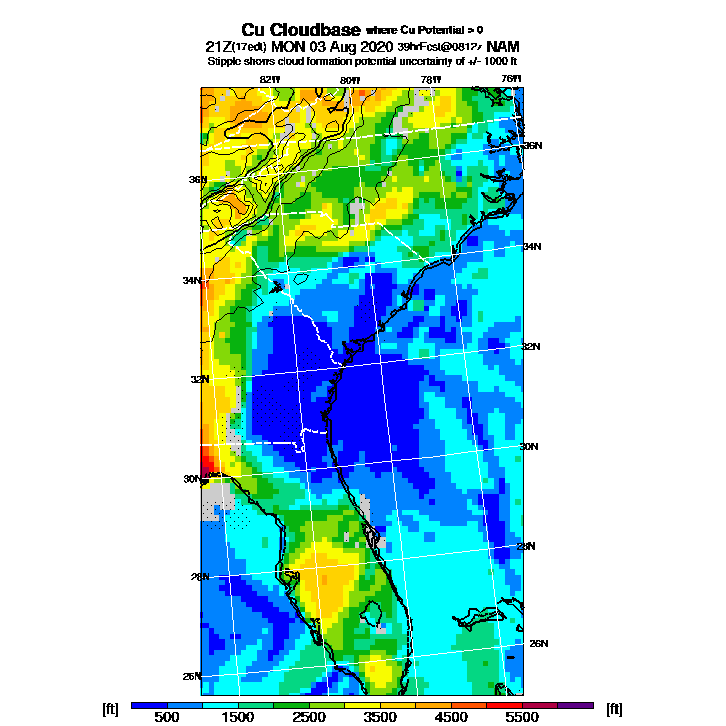 Cu Cloudbase where Cu Potential > 0
21Z(17edt) MON 03 Aug 2020 39hrFcst@0812z NAM
Stipple shows cloud formation potential uncertainty of +/- 1000 ft
82W 80W 78W 76W
36N
36N
34N
34N
32N
32N
30N
30N
28N
28N
26N
26N
[ft] [ft]
500 1500 2500 3500 4500 5500